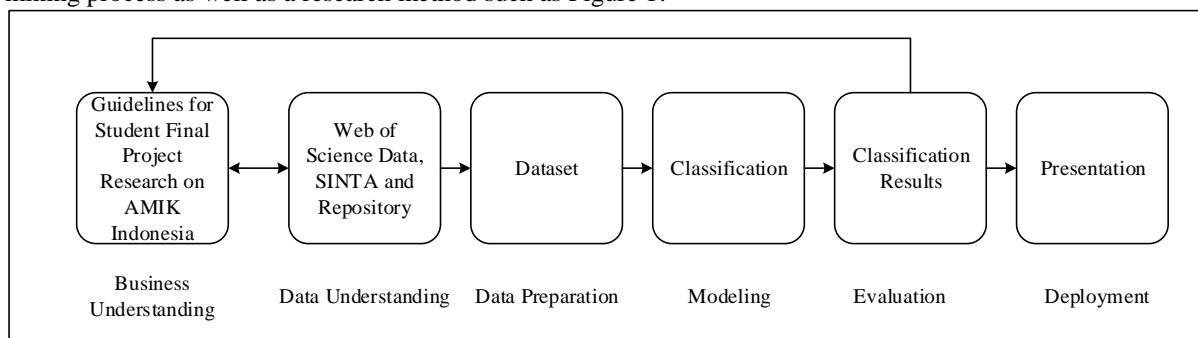 mining process as well as a research method such as Figure 1.
Guidelines for
Student Final
Project
Research on
AMIK
Indonesia
Web of
Science Data,
SINTA and
Repository
Dataset
Classification
Classification
Results
Presentation
Business
Understanding
Data Understanding
Data Preparation
Modeling
Evaluation
Deployment